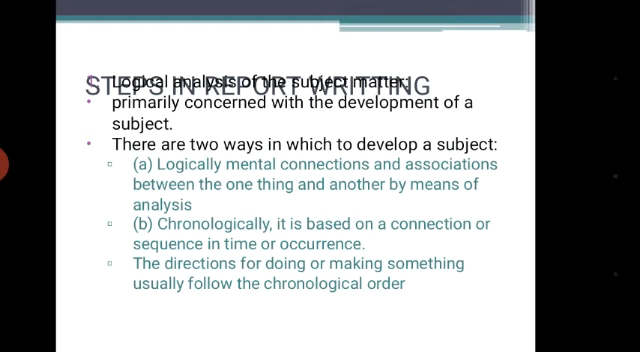 STEPS IN REPORT WRITTING
Logical analysis of the subject matter:
primarily concerned with the development of a
subject.
There are two ways in which to develop a subject:
(a) Logically mental connections and associations
between the one thing and another by means of
analysis
(b) Chronologically, it is based on a connection or
sequence in time or occurrence.
The directions for doing or making something
usually follow the chronological order